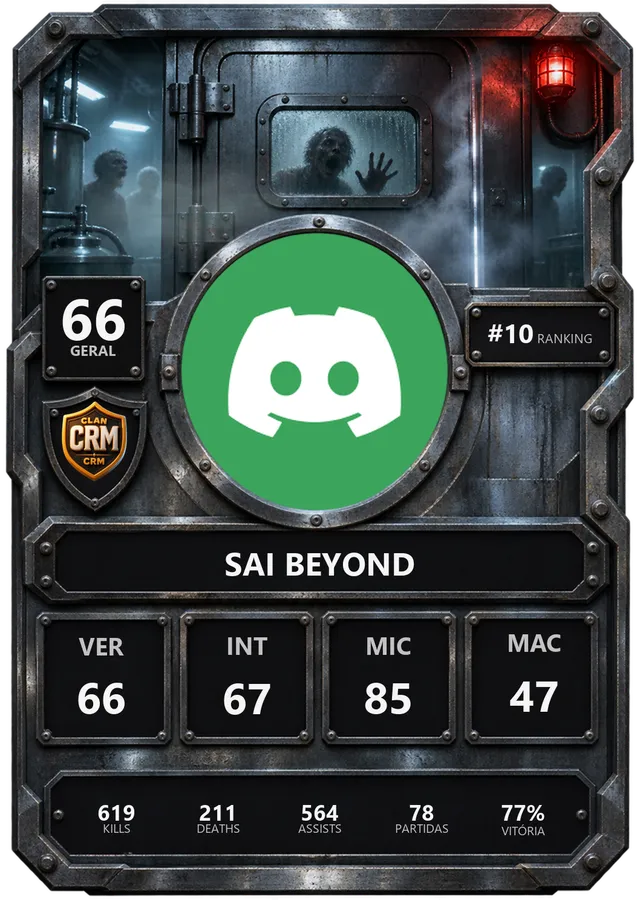 66
GERAL
#10 RANKING
CLAN
CRM
CRM
SAI BEYOND
VER
66
INT
67
MIC
85
MAC
47
619
KILLS
211
DEATHS
564
ASSISTS
78
PARTIDAS
77%
VITÓRIA